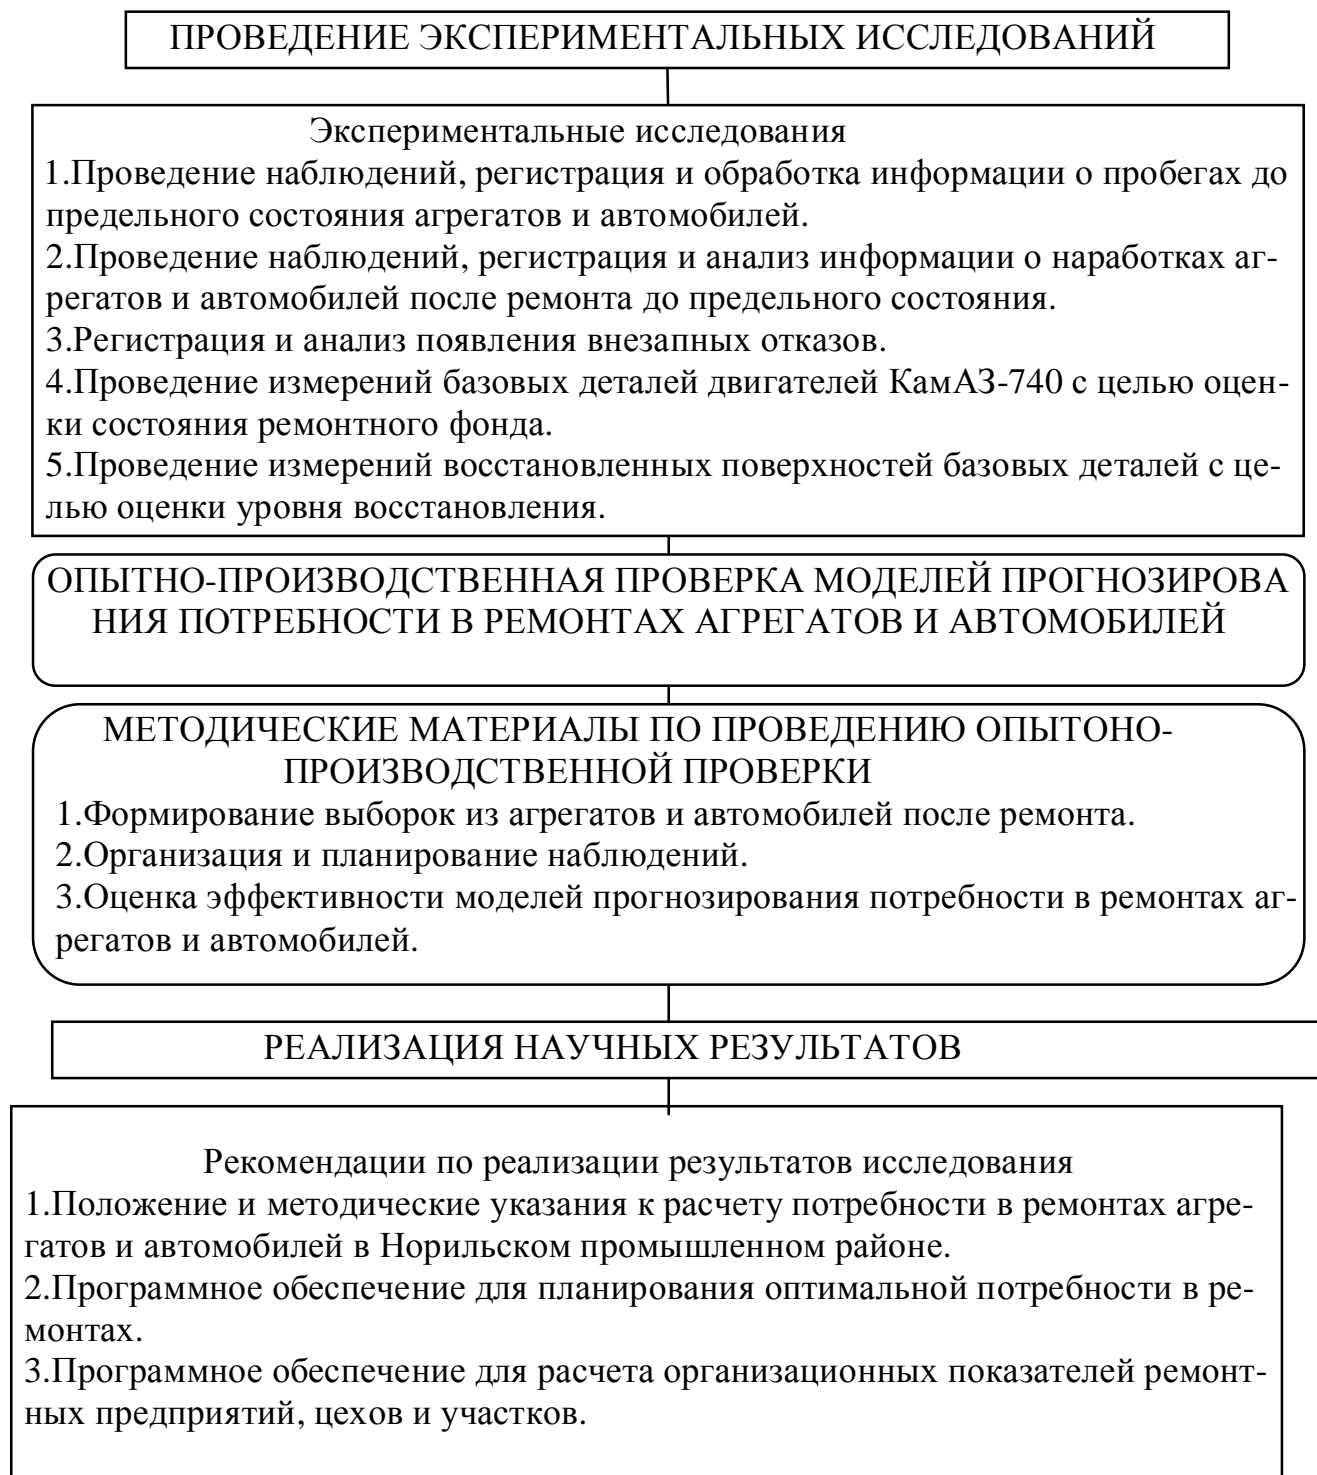 ПРОВЕДЕНИЕ ЭКСПЕРИМЕНТАЛЬНЫХ ИССЛЕДОВАНИЙ
Экспериментальные исследования
1.Проведение наблюдений, регистрация и обработка информации о пробегах до
предельного состояния агрегатов и автомобилей.
2.Проведение наблюдений, регистрация и анализ информации о наработках аг-
регатов и автомобилей после ремонта до предельного состояния.
3.Регистрация и анализ появления внезапных отказов.
4.Проведение измерений базовых деталей двигателей КамАЗ-740 с целью оцен-
ки состояния ремонтного фонда.
5.Проведение измерений восстановленных поверхностей базовых деталей с це-
лью оценки уровня восстановления.
ОПЫТНО-ПРОИЗВОДСТВЕННАЯ ПРОВЕРКА МОДЕЛЕЙ ПРОГНОЗИРОВА
НИЯ ПОТРЕБНОСТИ В РЕМОНТАХ АГРЕГАТОВ И АВТОМОБИЛЕЙ
МЕТОДИЧЕСКИЕ МАТЕРИАЛЫ ПО ПРОВЕДЕНИЮ ОПЫТОНО-
ПРОИЗВОДСТВЕННОЙ ПРОВЕРКИ
1.Формирование выборок из агрегатов и автомобилей после ремонта.
2.Организация и планирование наблюдений.
3.Оценка эффективности моделей прогнозирования потребности в ремонтах аг-
регатов и автомобилей.
РЕАЛИЗАЦИЯ НАУЧНЫХ РЕЗУЛЬТАТОВ
Рекомендации по реализации результатов исследования
1.Положение и методические указания к расчету потребности в ремонтах агре-
гатов и автомобилей в Норильском промышленном районе.
2.Программное обеспечение для планирования оптимальной потребности в ре-
монтах.
3.Программное обеспечение для расчета организационных показателей ремонт-
ных предприятий, цехов и участков.